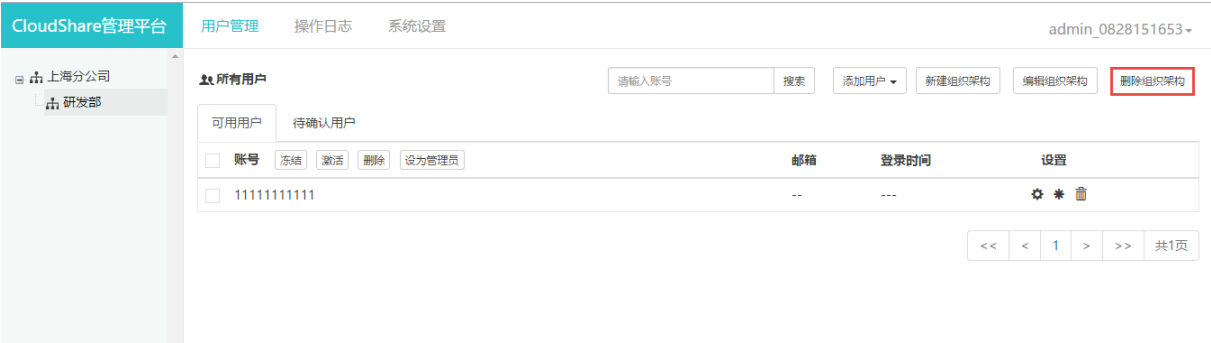 CloudShare管理平台 用户管理 操作日志 系统设置 admin_0828151653
上海分公司
研发部
所有用户 请输入账号 搜索 添加用户 新建组织架构 编辑组织架构 删除组织架构
可用用户 待确认用户
账号 冻结 激活 删除 设为管理员 邮箱 登录时间 设置
11111111111 -- ---
<< < 1 > >> 共1页